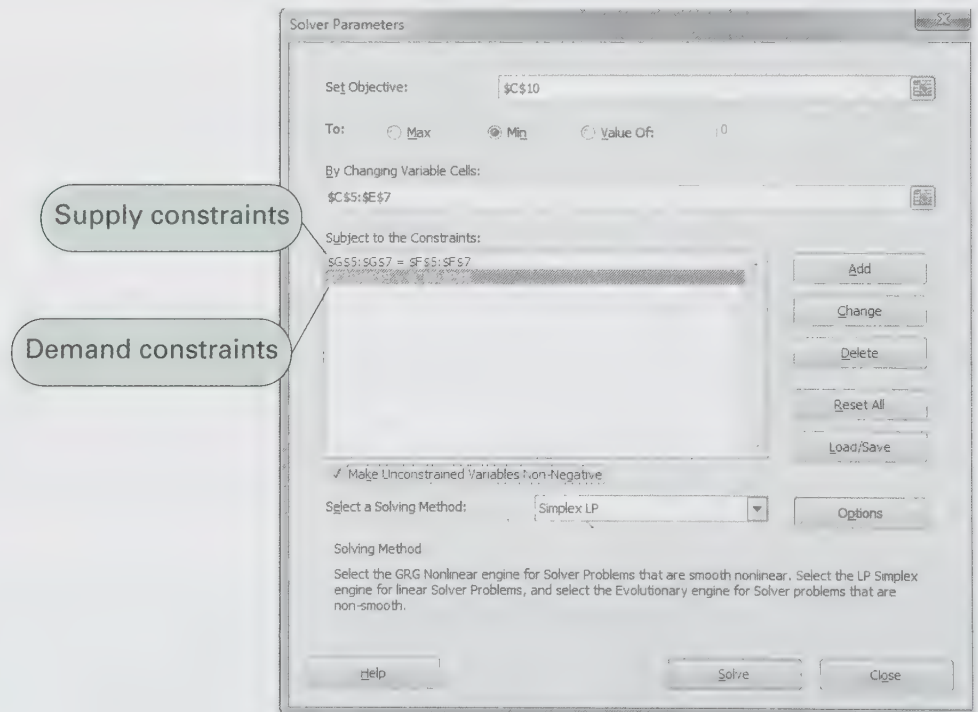 Solver Parameters
Set Objective: $C$10
To: Max Min Value Of: 0
By Changing Variable Cells:
$C$5:$E$7
Supply constraints
Subject to the Constraints:
$G$5:$G$7 = $F$5:$F$7
Demand constraints
Add
Change
Delete
Reset All
Load/Save
Make Unconstrained Variables Non-Negative
Select a Solving Method: Simplex LP
Options
Solving Method
Select the GRG Nonlinear engine for Solver Problems that are smooth nonlinear. Select the LP Simplex
engine for linear Solver Problems, and select the Evolutionary engine for Solver problems that are
non-smooth.
Help
Solve
Close